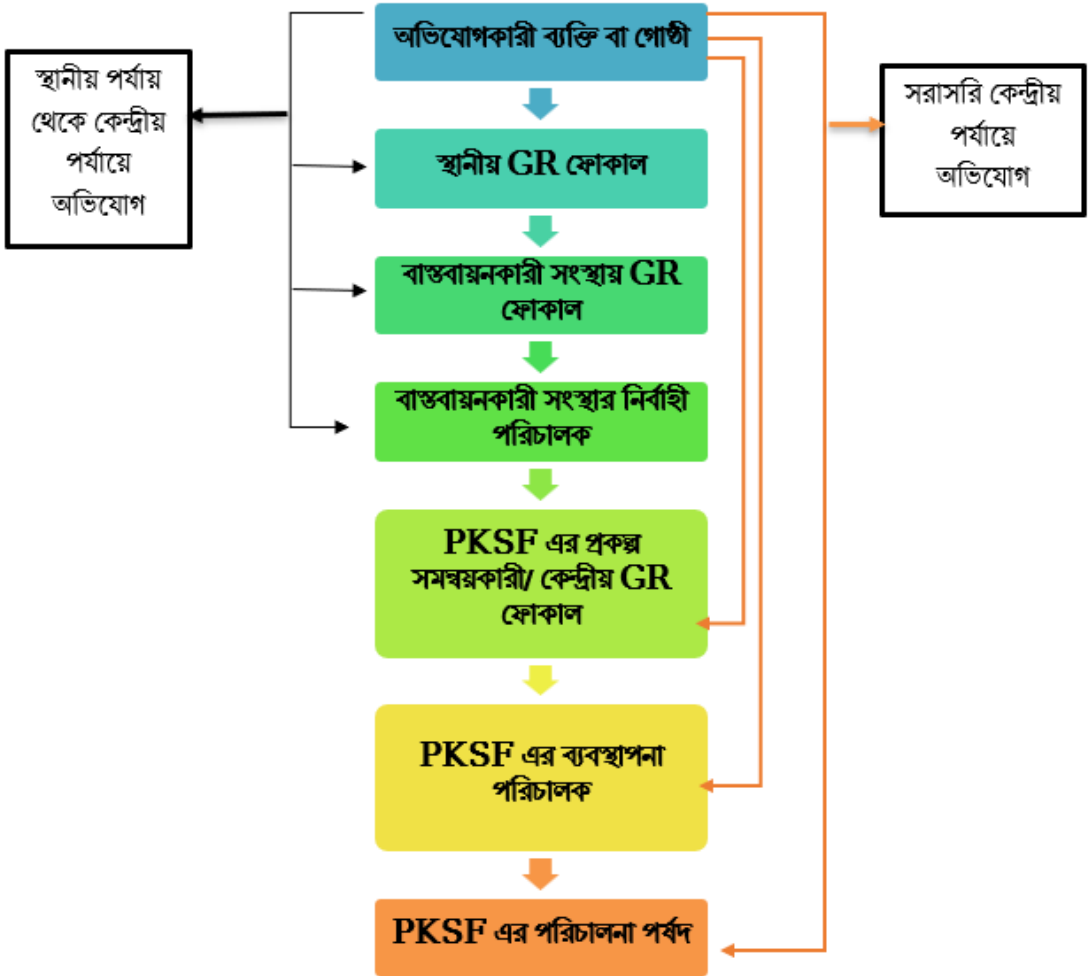 অভিযোগকারী ব্যক্তি বা গোষ্ঠী
স্থানীয় পর্যায়
থেকে কেন্দ্রীয়
পর্যায়ে
অভিযোগ
সরাসরি কেন্দ্রীয়
পর্যায়ে
অভিযোগ
স্থানীয় GR ফোকাল
বাস্তবায়নকারী সংস্থায় GR
ফোকাল
বাস্তবায়নকারী সংস্থার নির্বাহী
পরিচালক
PKSF এর প্রকল্প
সমন্বয়কারী/ কেন্দ্রীয় GR
ফোকাল
PKSF এর ব্যবস্থাপনা
পরিচালক
PKSF এর পরিচালনা পর্ষদ